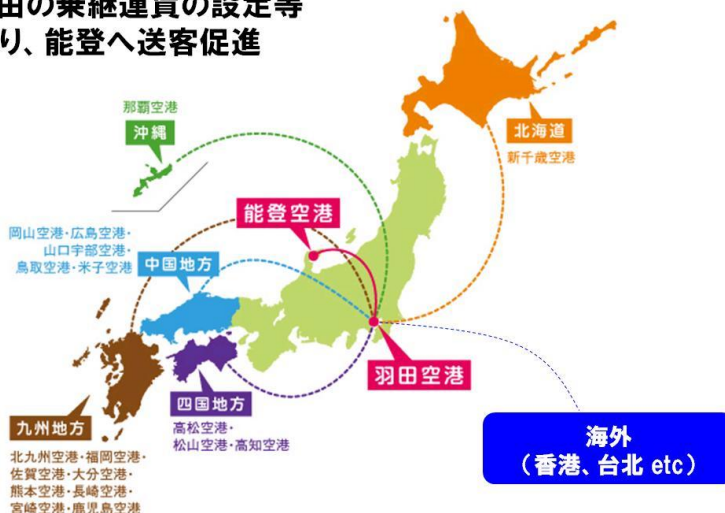 田の乗継運賃の設定等
り、能登へ送客促進
那覇空港
沖縄
北海道
新千歳空港
能登空港
岡山空港・広島空港・
山口宇部空港・
鳥取空港・米子空港
中国地方
羽田空港
四国地方
高松空港・
松山空港・高知空港
九州地方
北九州空港・福岡空港・
佐賀空港・大分空港・
熊本空港・長崎空港・
宮崎空港・鹿児島空港
海外
（香港、台北 etc）